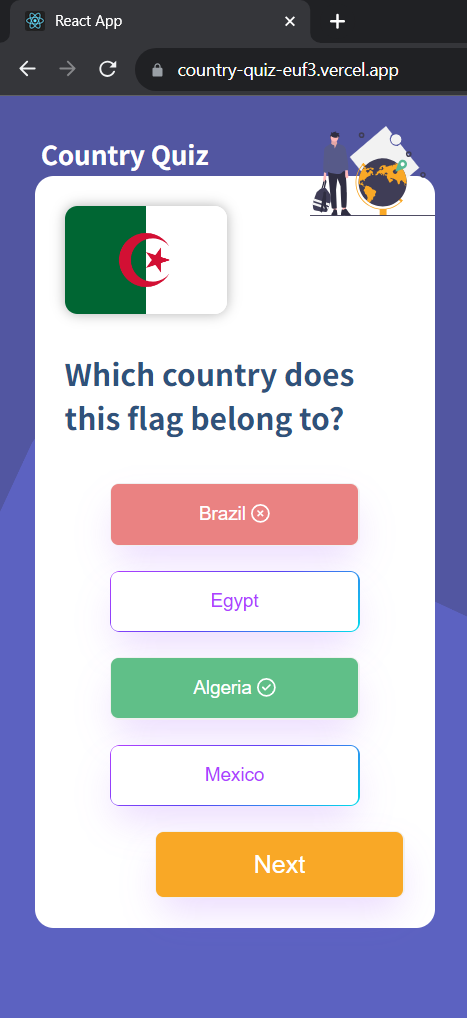 React App
country-quiz-euf3.vercel.app
Country Quiz
Which country does
this flag belong to?
Brazil
Egypt
Algeria
Mexico
Next